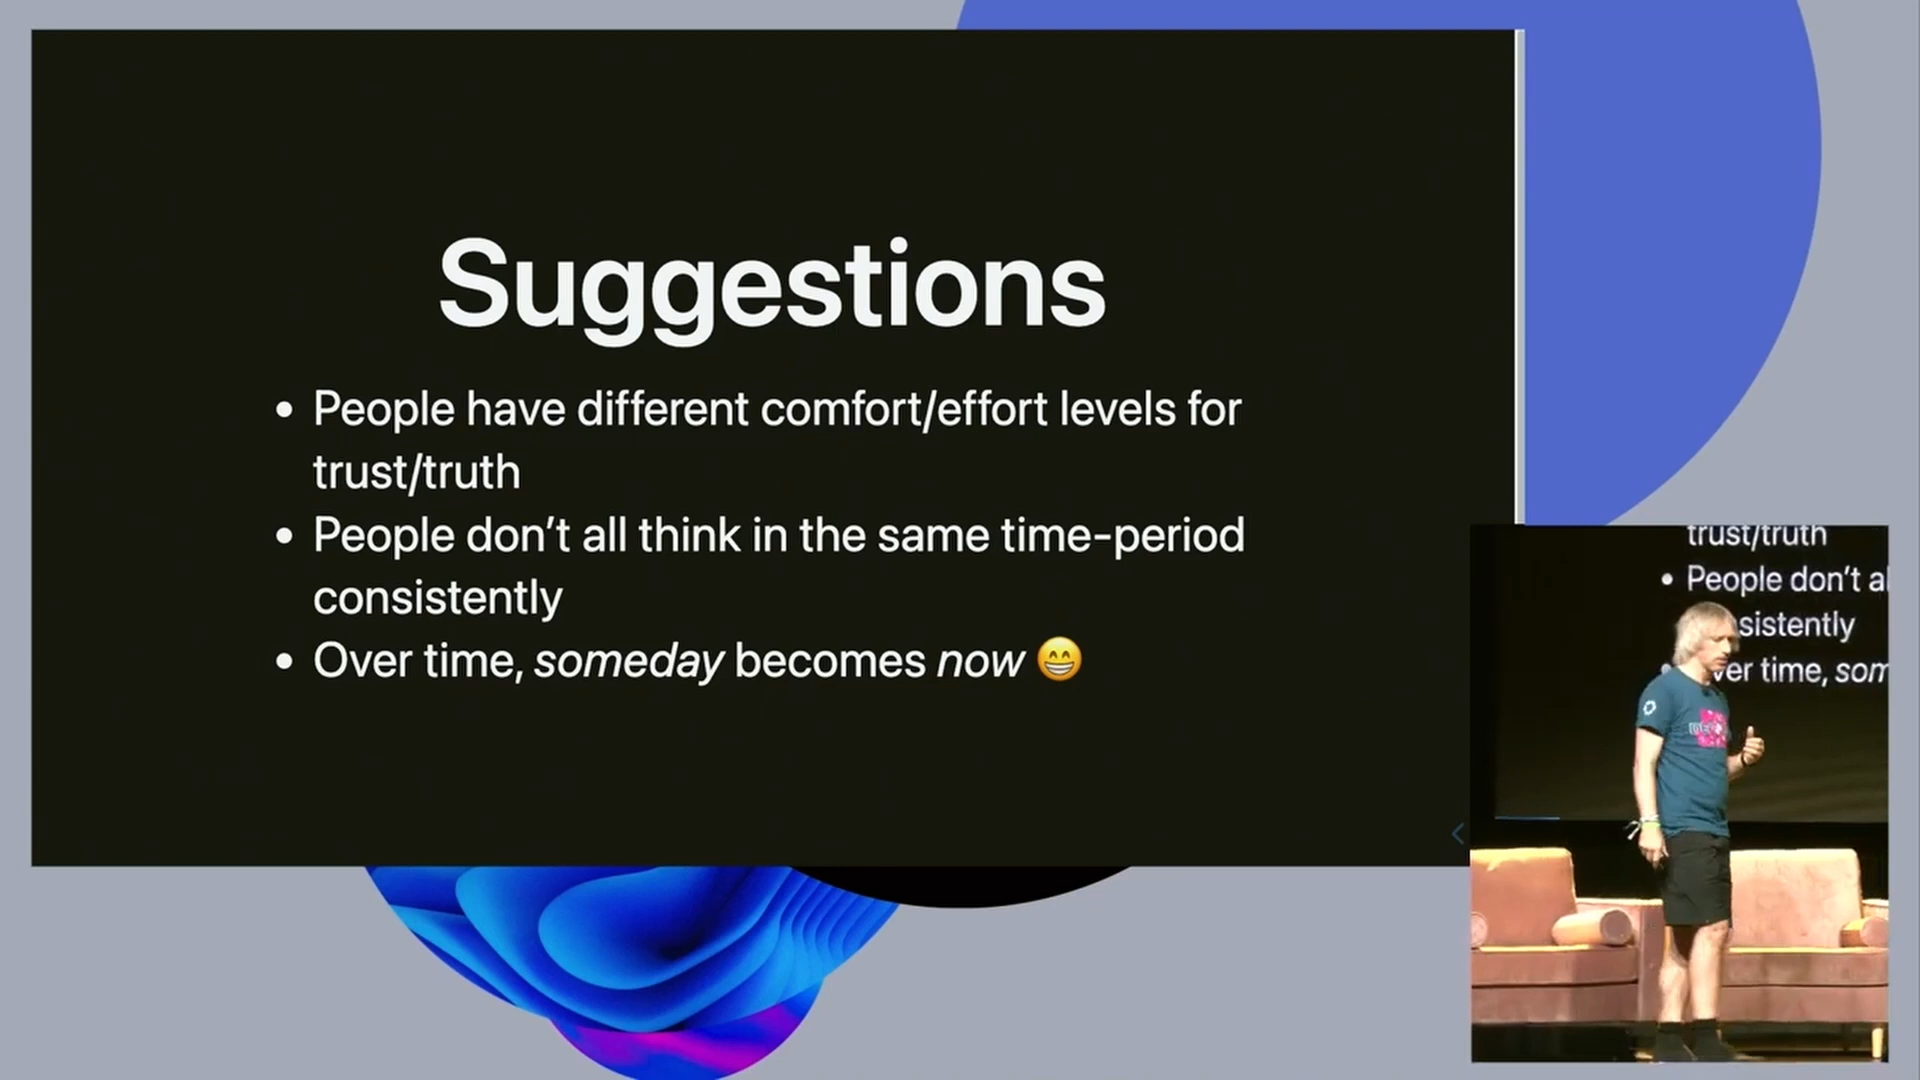 Suggestions
• People have different comfort/effort levels for
trust/truth
• People don’t all think in the same time-period
consistently
• Over time, someday becomes now 😁
trust/truth
• People don’t al
sistently
ver time, som